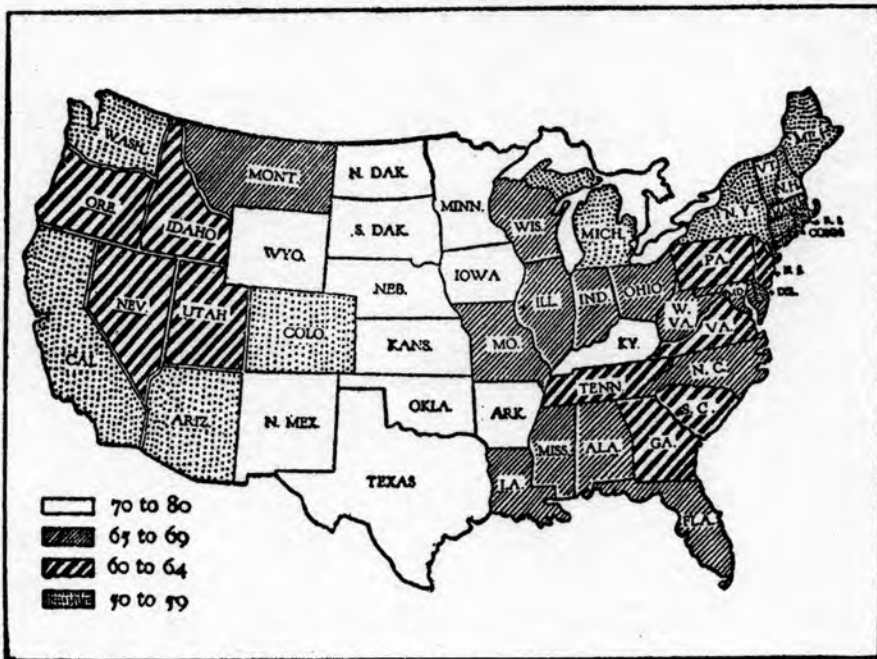 WASH.
MONT.
N. DAK.
MINN.
ME.
VT.
N.H.
ORE.
IDAHO
S. DAK.
WIS.
MICH.
N.Y.
R. I.
CONN
WYO.
IOWA
PA.
N. J.
NEB.
NEV.
UTAH
COLO.
ILL.
IND.
OHIO
DEL.
W. VA.
VA.
CAL.
KANS.
MO.
KY.
N. C.
TENN.
ARIZ.
N. MEX.
OKLA.
ARK.
S. C.
MISS.
ALA.
GA.
TEXAS
LA.
FLA.
70 to 80
65 to 69
60 to 64
50 to 59